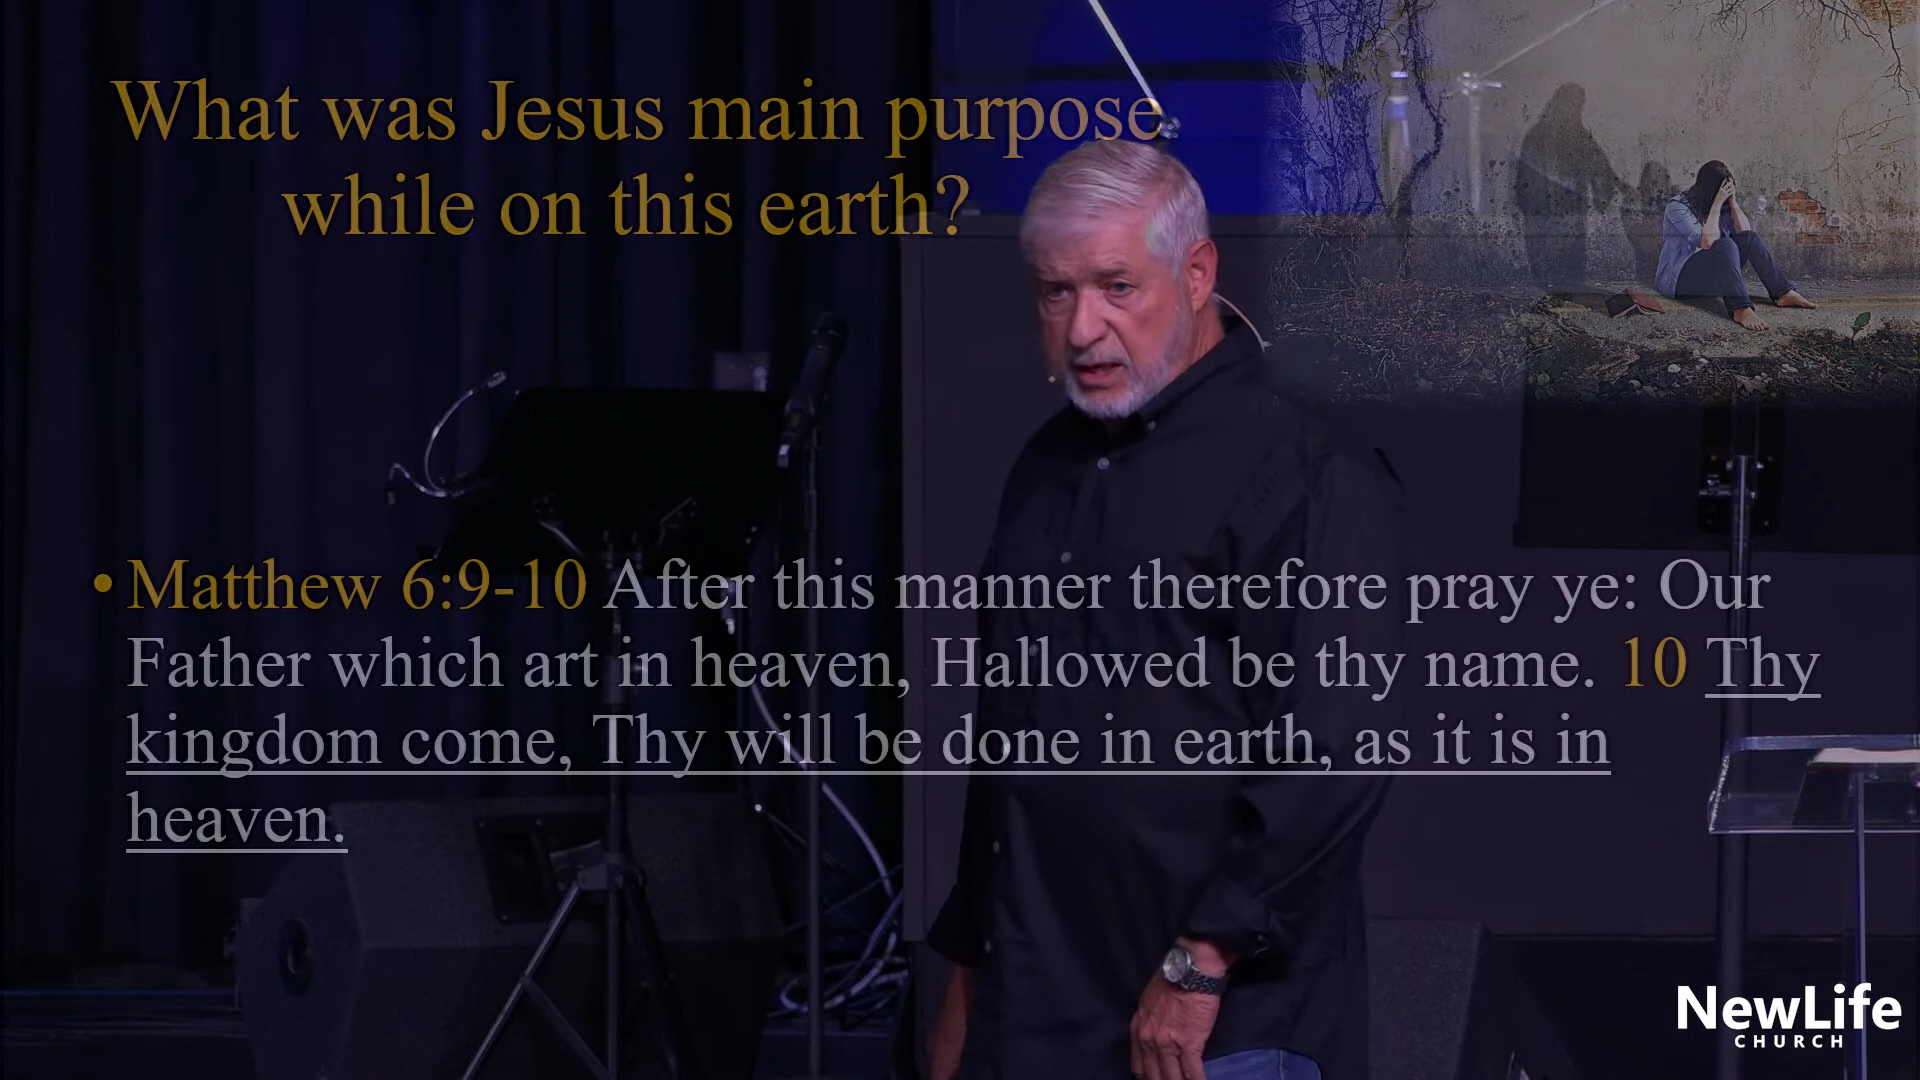 What was Jesus main purpose
while on this earth?
• Matthew 6:9-10 After this manner therefore pray ye: Our
Father which art in heaven, Hallowed be thy name. 10 Thy
kingdom come, Thy will be done in earth, as it is in
heaven.
NewLife
CHURCH